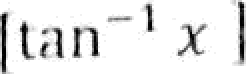 [tan⁻¹ x ]